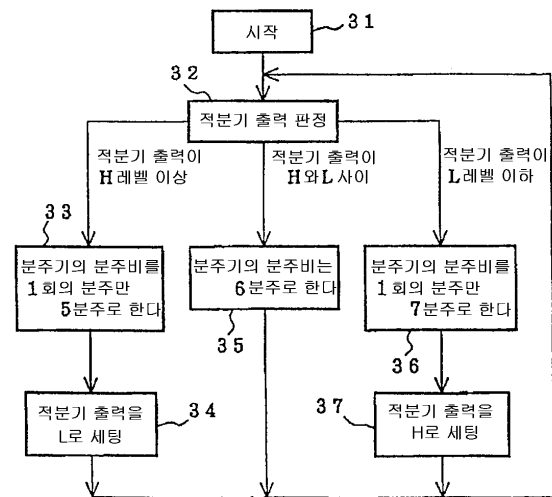 시작
31
32
적분기 출력 판정
적분기 출력이
H레벨 이상
적분기 출력이
H와L사이
적분기 출력이
L레벨 이하
33
분주기의 분주비를
1회의 분주만
5분주로 한다
분주기의 분주비는
6분주로 한다
35
분주기의 분주비를
1회의 분주만
7분주로 한다
36
적분기 출력을
L로 세팅
34
37
적분기 출력을
H로 세팅